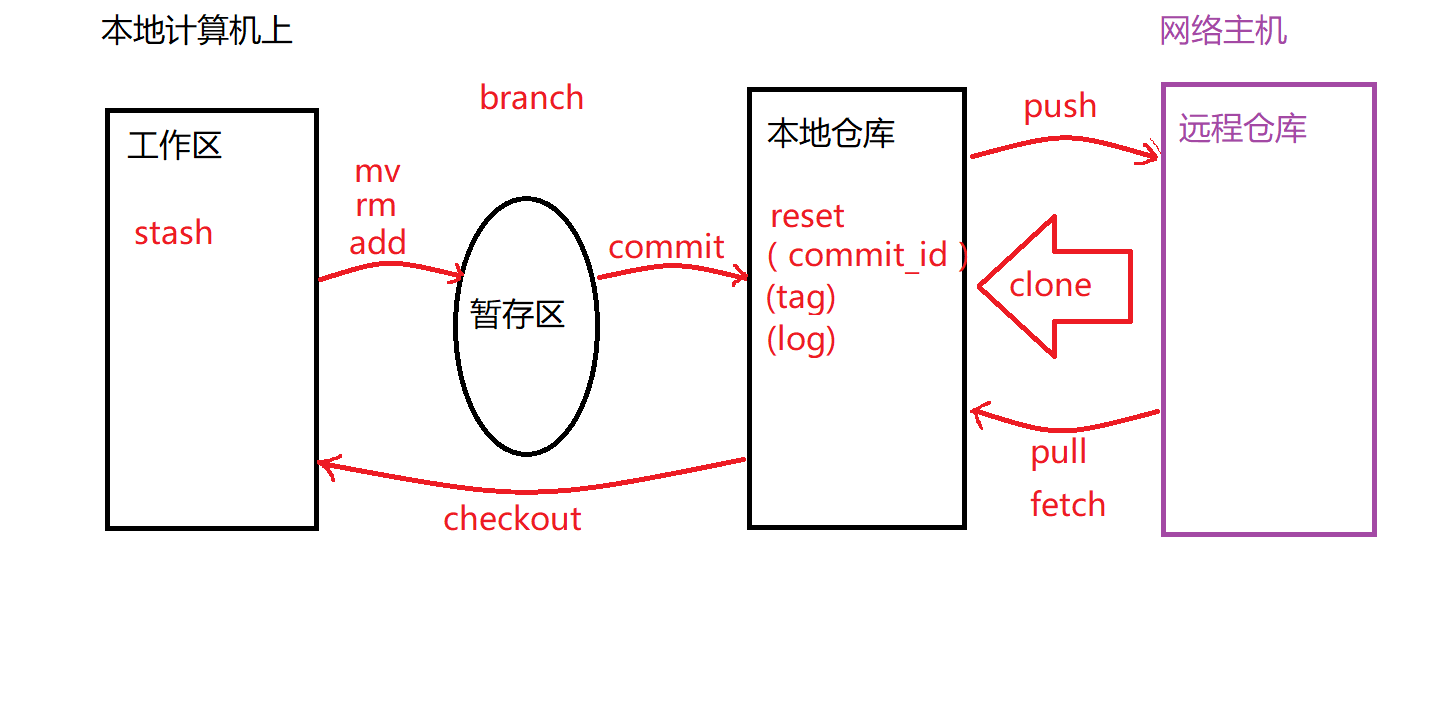 本地计算机上
网络主机
branch
工作区
stash
mv
rm
add
暂存区
commit
本地仓库
reset
( commit_id )
(tag)
(log)
push
远程仓库
clone
pull
fetch
checkout